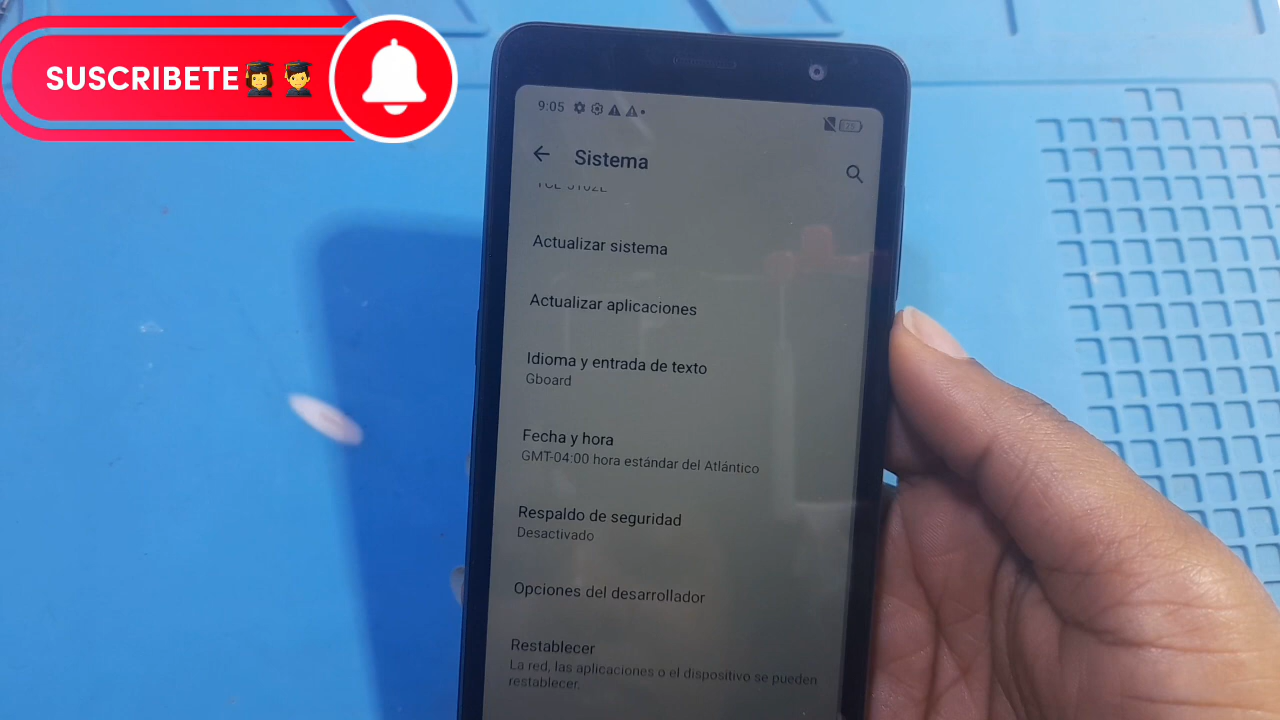 SUSCRIBETE
9:05
Sistema
Actualizar sistema
Actualizar aplicaciones
Idioma y entrada de texto
Gboard
Fecha y hora
GMT-04:00 hora estándar del Atlántico
Respaldo de seguridad
Desactivado
Opciones del desarrollador
Restablecer
La red, las aplicaciones o el dispositivo se pueden
restablecer.